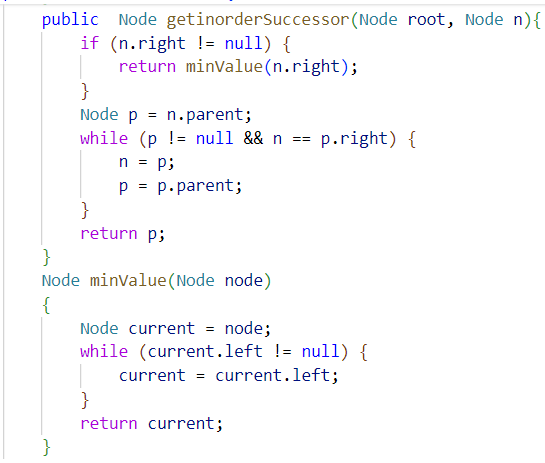 public  Node getinorderSuccessor(Node root, Node n){
if (n.right != null) {
return minValue(n.right);
}
Node p = n.parent;
while (p != null && n == p.right) {
n = p;
p = p.parent;
}
return p;
}
Node minValue(Node node)
{
Node current = node;
while (current.left != null) {
current = current.left;
}
return current;
}